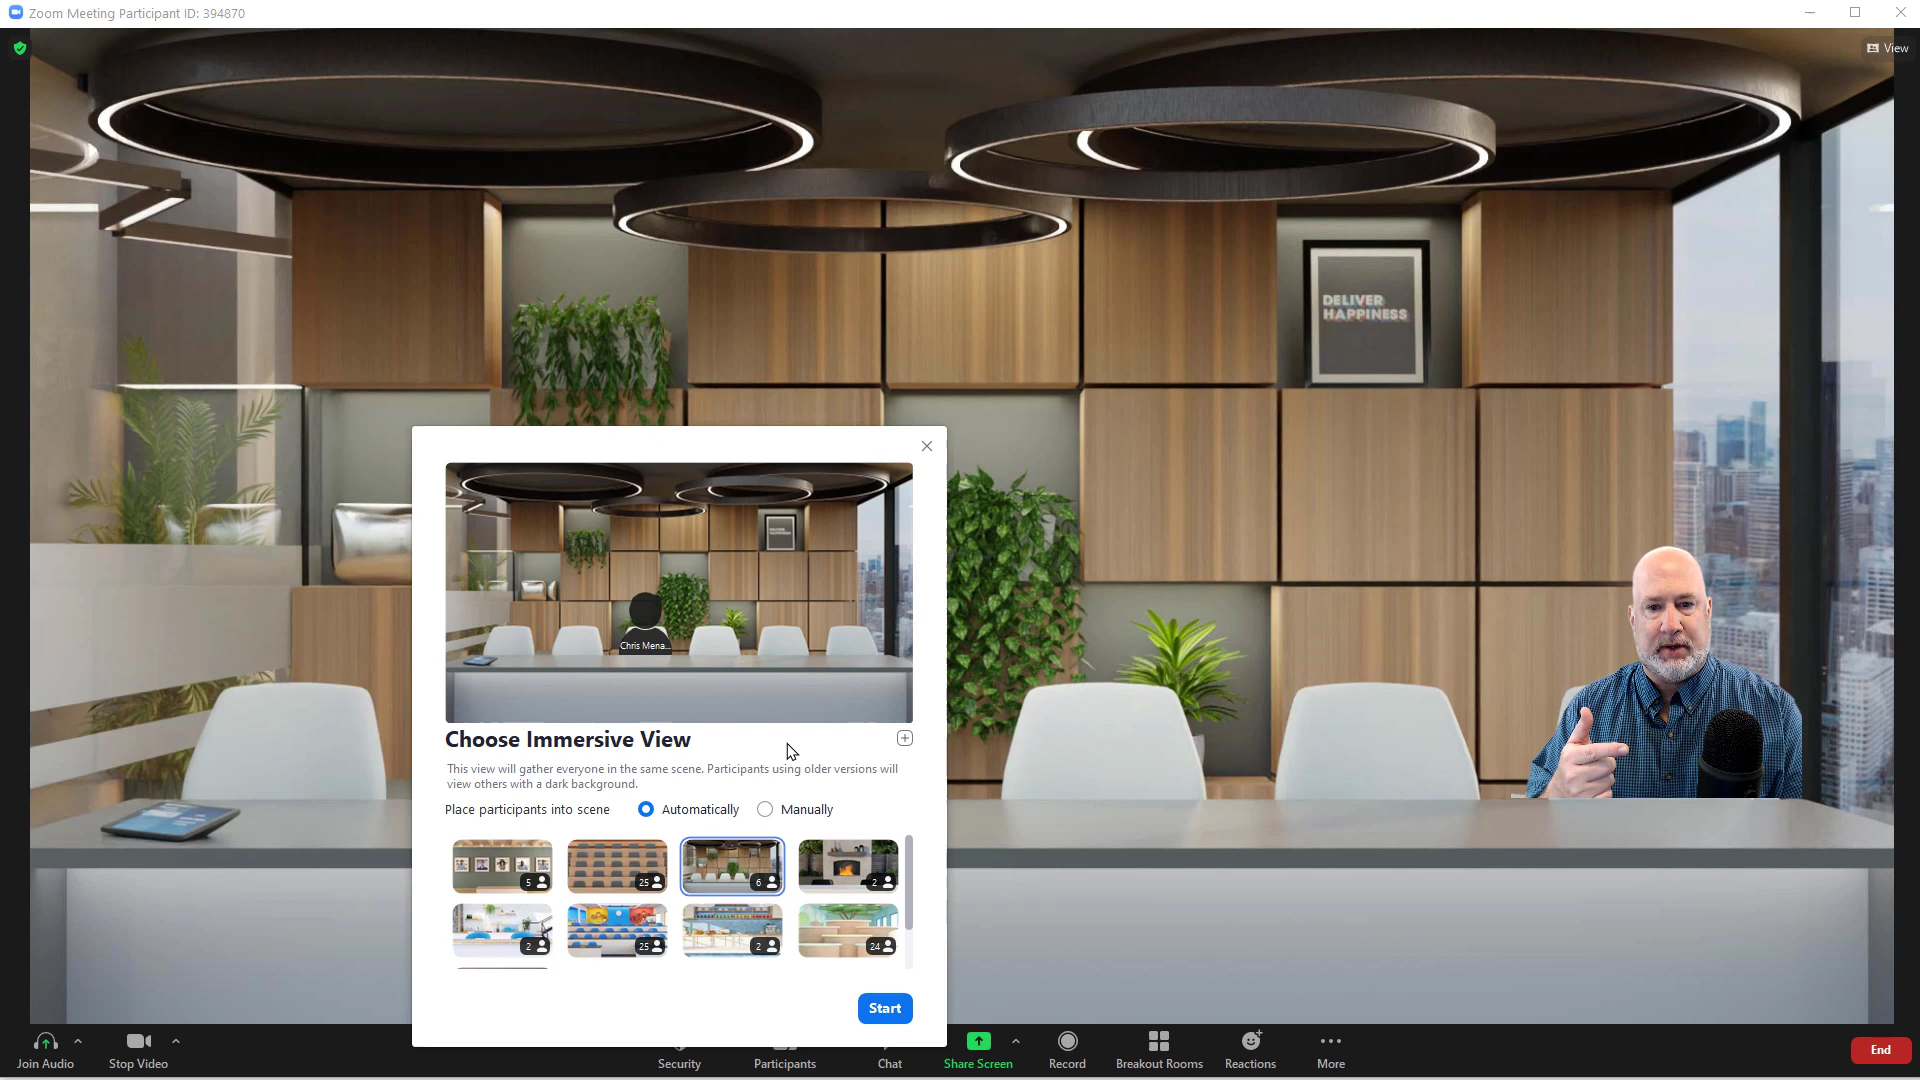 Zoom Meeting Participant ID: 394870
View
DELIVER
HAPPINESS
Chris Mena...
Choose Immersive View
This view will gather everyone in the same scene. Participants using older versions will
view others with a dark background.
Place participants into scene
Automatically
Manually
5
25
6
2
2
25
2
24
Start
Join Audio
Stop Video
Security
Participants
Chat
Share Screen
Record
Breakout Rooms
Reactions
More
End